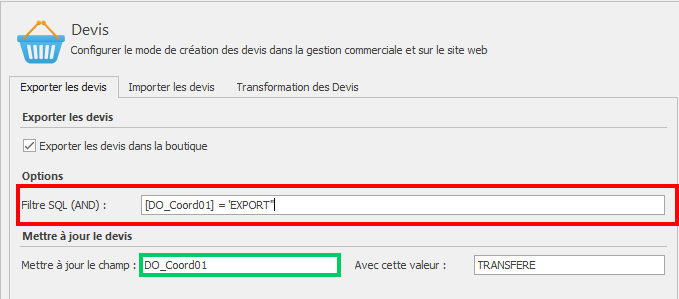 Devis
Configurer le mode de création des devis dans la gestion commerciale et sur le site web
Exporter les devis Importer les devis Transformation des Devis
Exporter les devis
Exporter les devis dans la boutique
Options
Filtre SQL (AND) : [DO_Coord01] = 'EXPORT''
Mettre à jour le devis
Mettre à jour le champ : DO_Coord01 Avec cette valeur : TRANSFERE